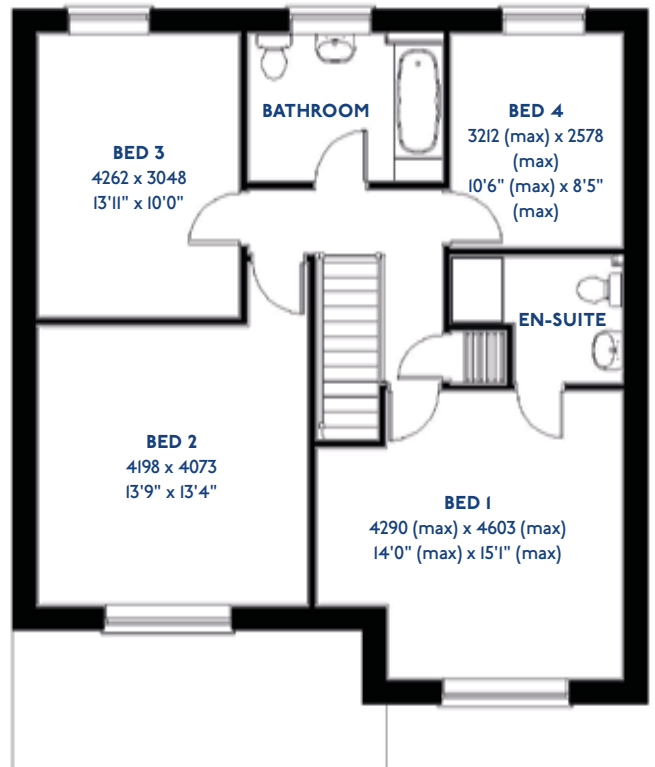 BATHROOM
BED 3
4262 x 3048
13'11" x 10'0"
BED 4
3212 (max) x 2578
(max)
10'6" (max) x 8'5"
(max)
EN-SUITE
BED 2
4198 x 4073
13'9" x 13'4"
BED 1
4290 (max) x 4603 (max)
14'0" (max) x 15'1" (max)